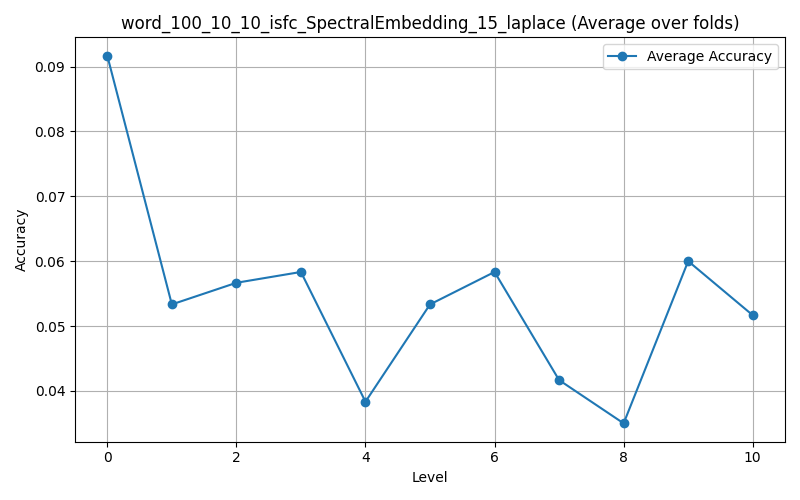 word_100_10_10_isfc_SpectralEmbedding_15_laplace (Average over folds)
Average Accuracy
0.09
0.08
0.07
0.06
0.05
0.04
Accuracy
0 2 4 6 8 10
Level